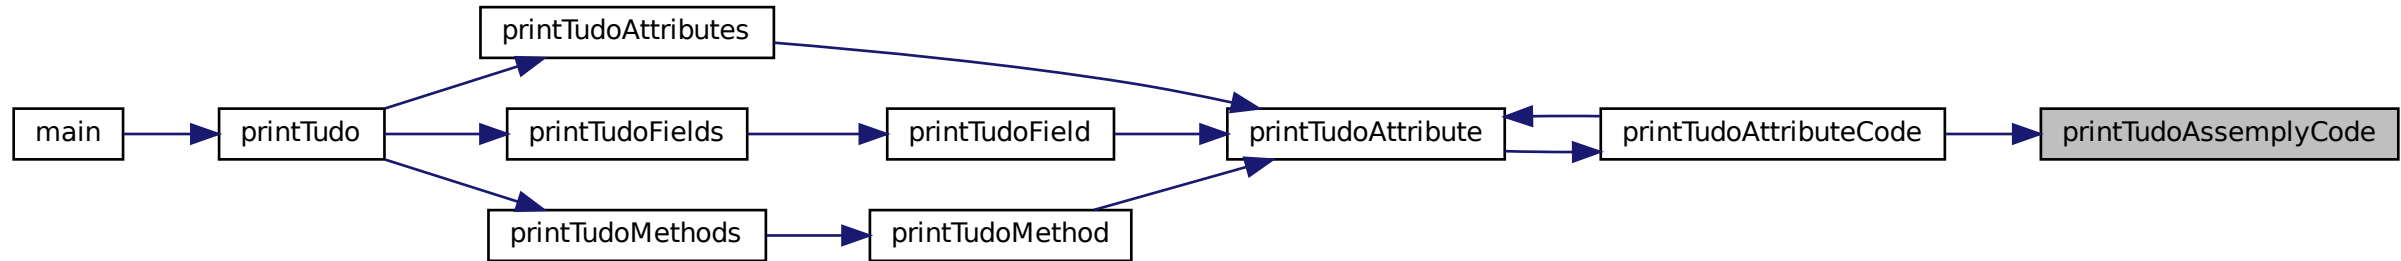 printTudoAttributes
main
printTudo
printTudoFields
printTudoField
printTudoAttribute
printTudoAttributeCode
printTudoAssemplyCode
printTudoMethods
printTudoMethod